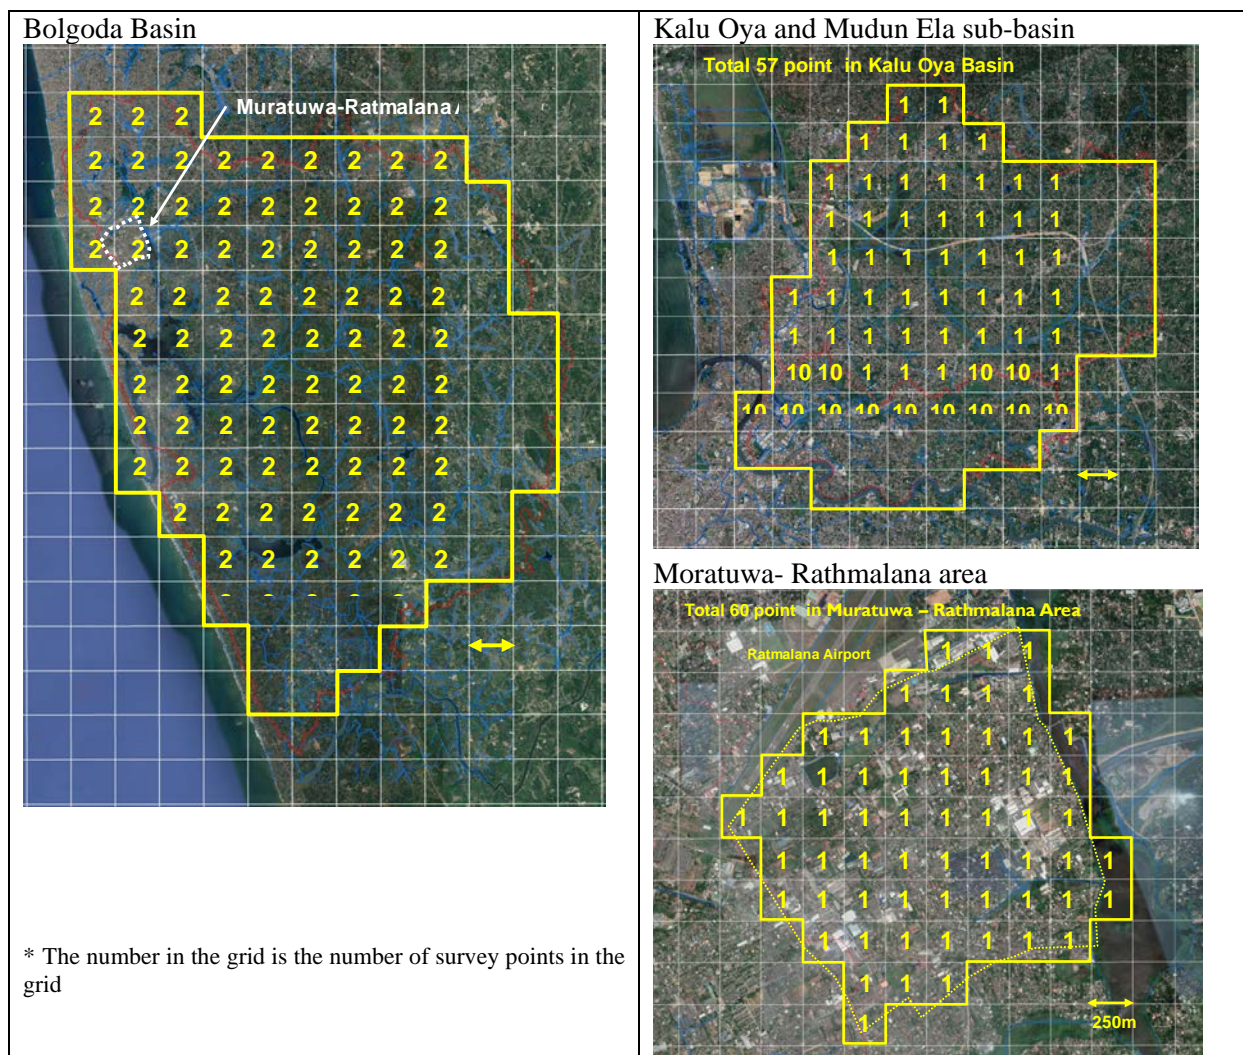 Bolgoda Basin
Muratuwa-Ratmalana
2 2 2
2 2 2 2 2 2 2 2 2
2 2 2 2 2 2 2 2 2
2 2 2 2 2 2 2 2 2
2 2 2 2 2 2 2 2
2 2 2 2 2 2 2 2
2 2 2 2 2 2 2 2
2 2 2 2 2 2 2 2
2 2 2 2 2 2 2 2
2 2 2 2 2 2 2
2 2 2 2 2 2
* The number in the grid is the number of survey points in the
grid
Kalu Oya and Mudun Ela sub-basin
Total 57 point in Kalu Oya Basin
1 1
1 1 1 1
1 1 1 1 1 1 1
1 1 1 1 1 1 1
1 1 1 1 1 1 1
1 1 1 1 1 1 1 1
1 1 1 1 1 1 1 1
10 10 1 1 1 10 10 1
10 10 10 10 10 10 10 10 10
Moratuwa- Rathmalana area
Total 60 point in Muratuwa – Rathmalana Area
Ratmalana Airport
1 1 1
1 1 1 1
1 1 1 1 1 1 1
1 1 1 1 1 1 1 1
1 1 1 1 1 1 1 1 1
1 1 1 1 1 1 1 1 1
1 1 1 1 1 1 1 1 1
1 1 1 1 1 1 1
1 1 1
1
250m